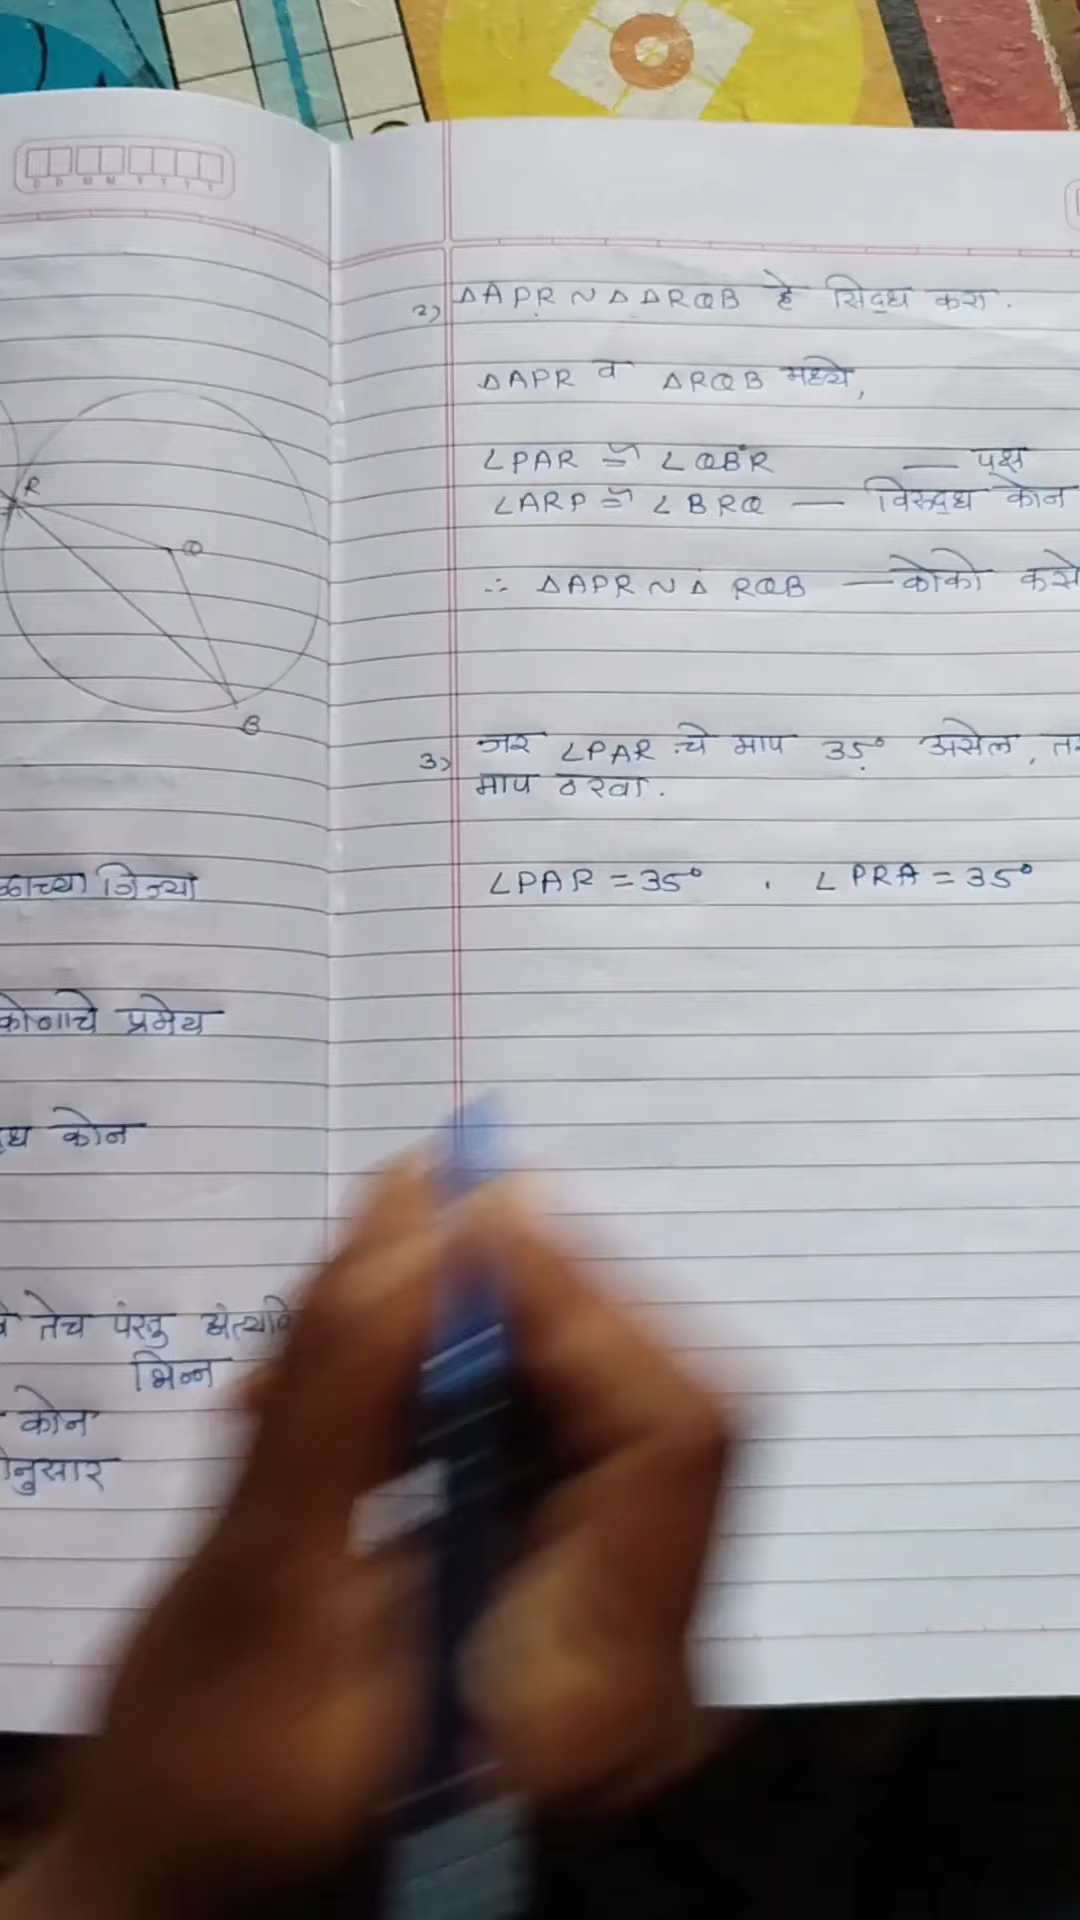 R
Q
B
त्रिज्या
कोनाचे प्रमेय
कोन
तेच परंतु
भिन्न
कोन
नुसार
2) ΔAPR ~ Δ ΔRQB हे सिद्ध करा.
ΔAPR व ΔRQB मध्ये,
∠PAR ≅ ∠QBR —
∠ARP ≅ ∠BRQ — विरुद्ध कोन
∴ ΔAPR ~ Δ RQB — कोको कसो
3) जर ∠PAR चे माप 35° असेल,
माप ठरवा.
∠PAR = 35° . ∠PRA = 35°